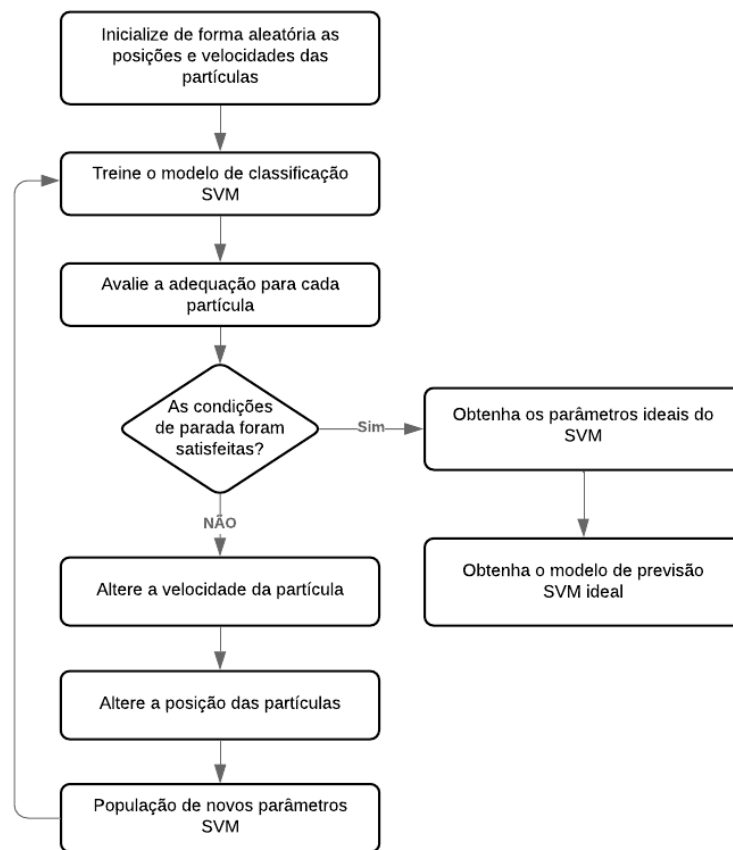 Inicialize de forma aleatória as
posições e velocidades das
partículas
Treine o modelo de classificação
SVM
Avalie a adequação para cada
partícula
As condições
de parada foram
satisfeitas?
Sim
Obtenha os parâmetros ideais do
SVM
Obtenha o modelo de previsão
SVM ideal
NÃO
Altere a velocidade da partícula
Altere a posição das partículas
População de novos parâmetros
SVM